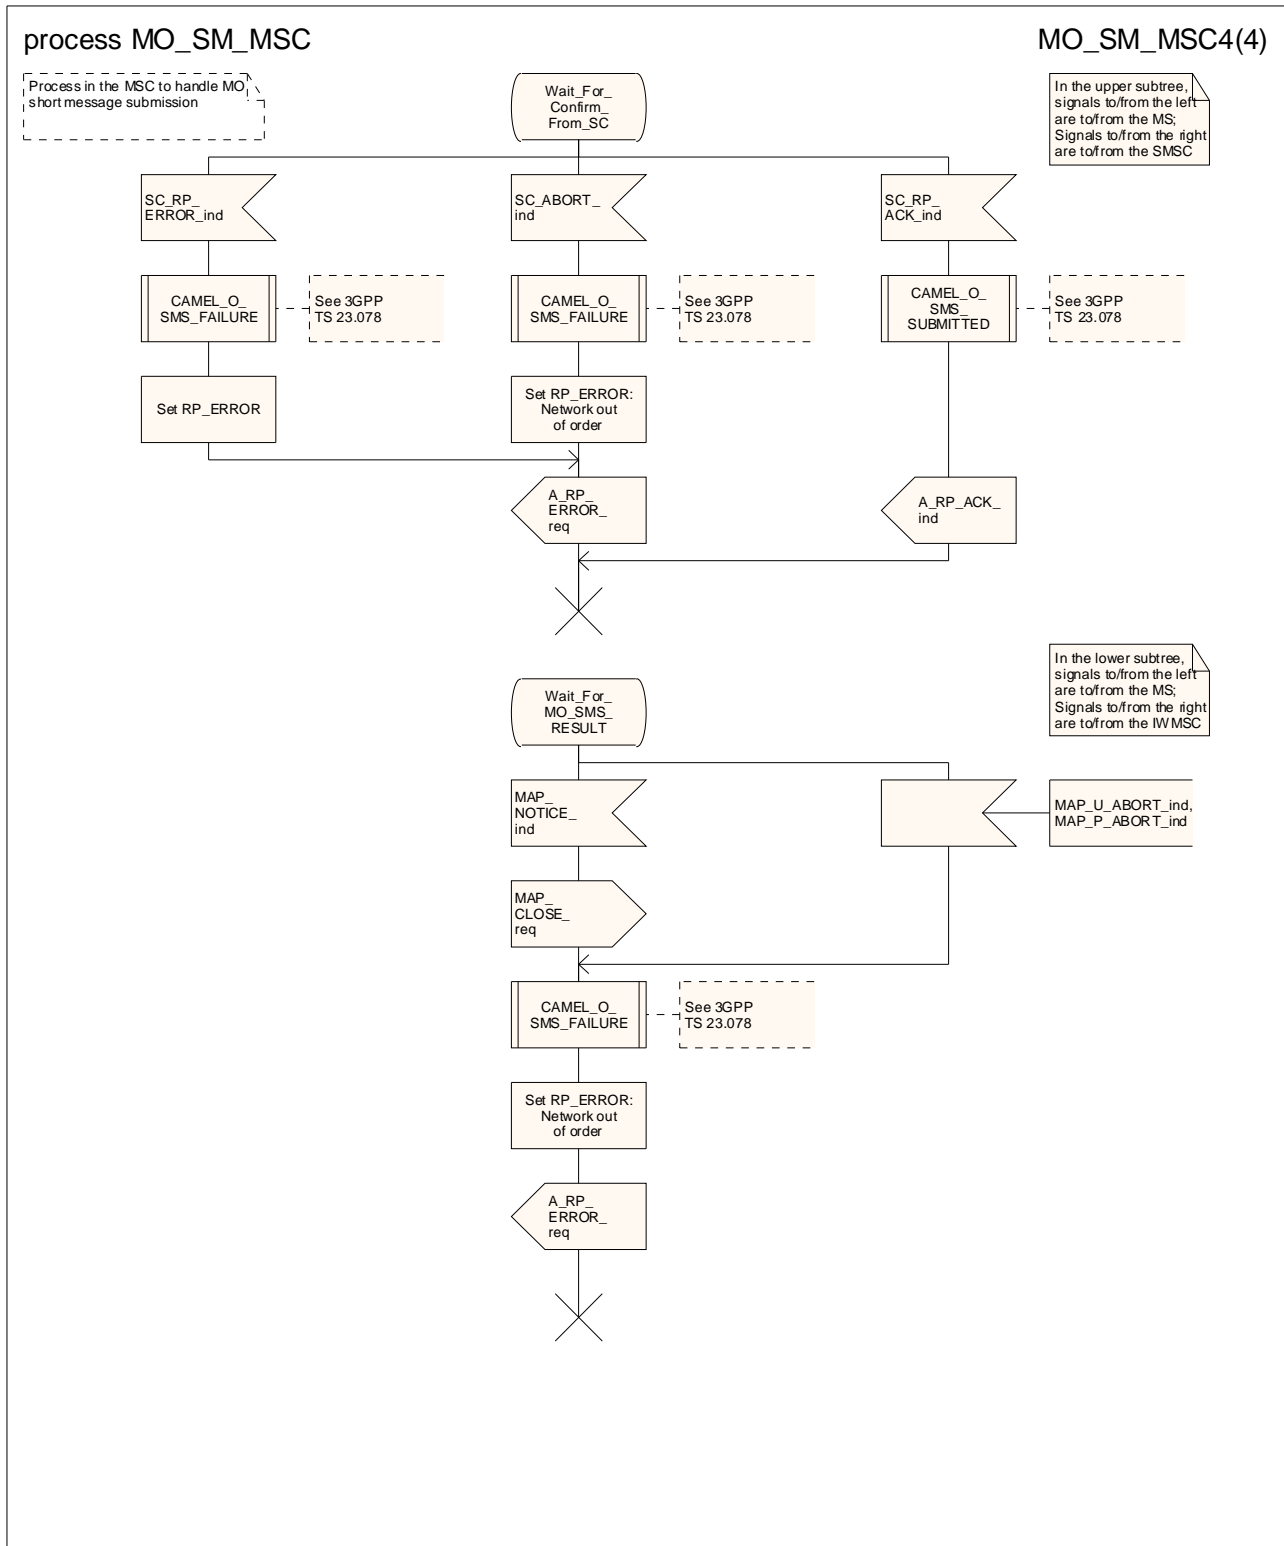 process MO_SM_MSC
MO_SM_MSC4(4)
Process in the MSC to handle MO
short message submission
Wait_For_
Confirm_
From_SC
In the upper subtree,
signals to/from the left
are to/from the MS;
Signals to/from the right
are to/from the SMSC
SC_RP_
ERROR_ind
SC_ABORT_
ind
SC_RP_
ACK_ind
CAMEL_O_
SMS_FAILURE
See 3GPP
TS 23.078
CAMEL_O_
SMS_FAILURE
See 3GPP
TS 23.078
CAMEL_O_
SMS_
SUBMITTED
See 3GPP
TS 23.078
Set RP_ERROR
Set RP_ERROR:
Network out
of order
A_RP_
ERROR_
req
A_RP_ACK_
ind
In the lower subtree,
signals to/from the left
are to/from the MS;
Signals to/from the right
are to/from the IWMSC
Wait_For_
MO_SMS_
RESULT
MAP_
NOTICE_
ind
MAP_U_ABORT_ind,
MAP_P_ABORT_ind
MAP_
CLOSE_
req
CAMEL_O_
SMS_FAILURE
See 3GPP
TS 23.078
Set RP_ERROR:
Network out
of order
A_RP_
ERROR_
req